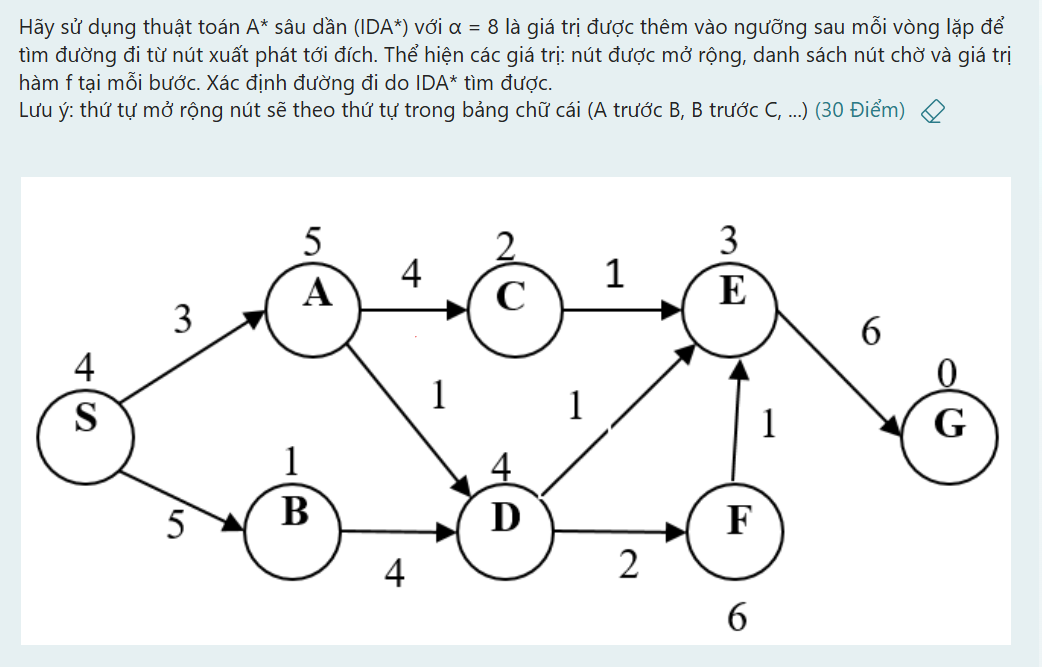 Hãy sử dụng thuật toán A* sâu dần (IDA*) với α = 8 là giá trị được thêm vào ngưỡng sau mỗi vòng lặp để
tìm đường đi từ nút xuất phát tới đích. Thể hiện các giá trị: nút được mở rộng, danh sách nút chờ và giá trị
hàm f tại mỗi bước. Xác định đường đi do IDA* tìm được.
Lưu ý: thứ tự mở rộng nút sẽ theo thứ tự trong bảng chữ cái (A trước B, B trước C, ...) (30 Điểm)
5 2 3
A 4 C 1 E
3 6
4 0
S 1 1 1 G
1 4
B D F
5
4 2
6